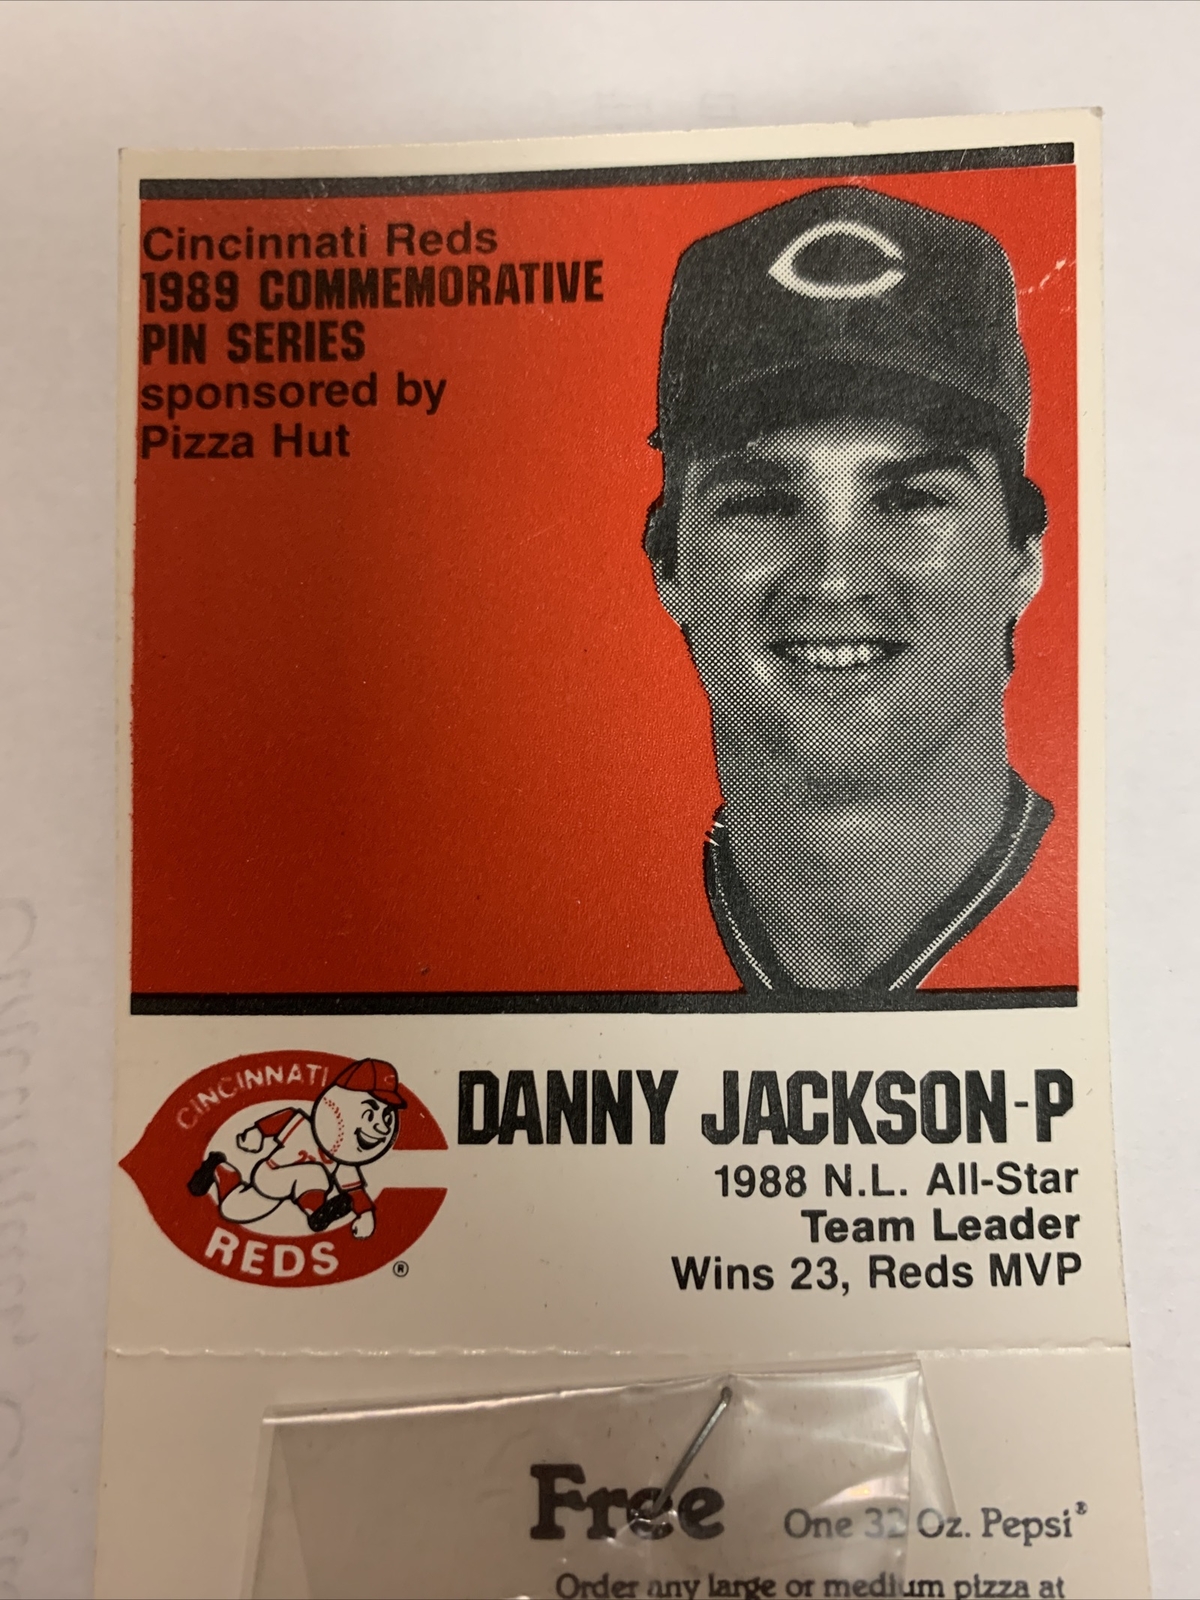 Cincinnati Reds
1989 COMMEMORATIVE
PIN SERIES
sponsored by
Pizza Hut
CINCINNATI
REDS ®
DANNY JACKSON-P
1988 N.L. All-Star
Team Leader
Wins 23, Reds MVP
Free One 32 Oz. Pepsi®
Order any large or medium pizza at